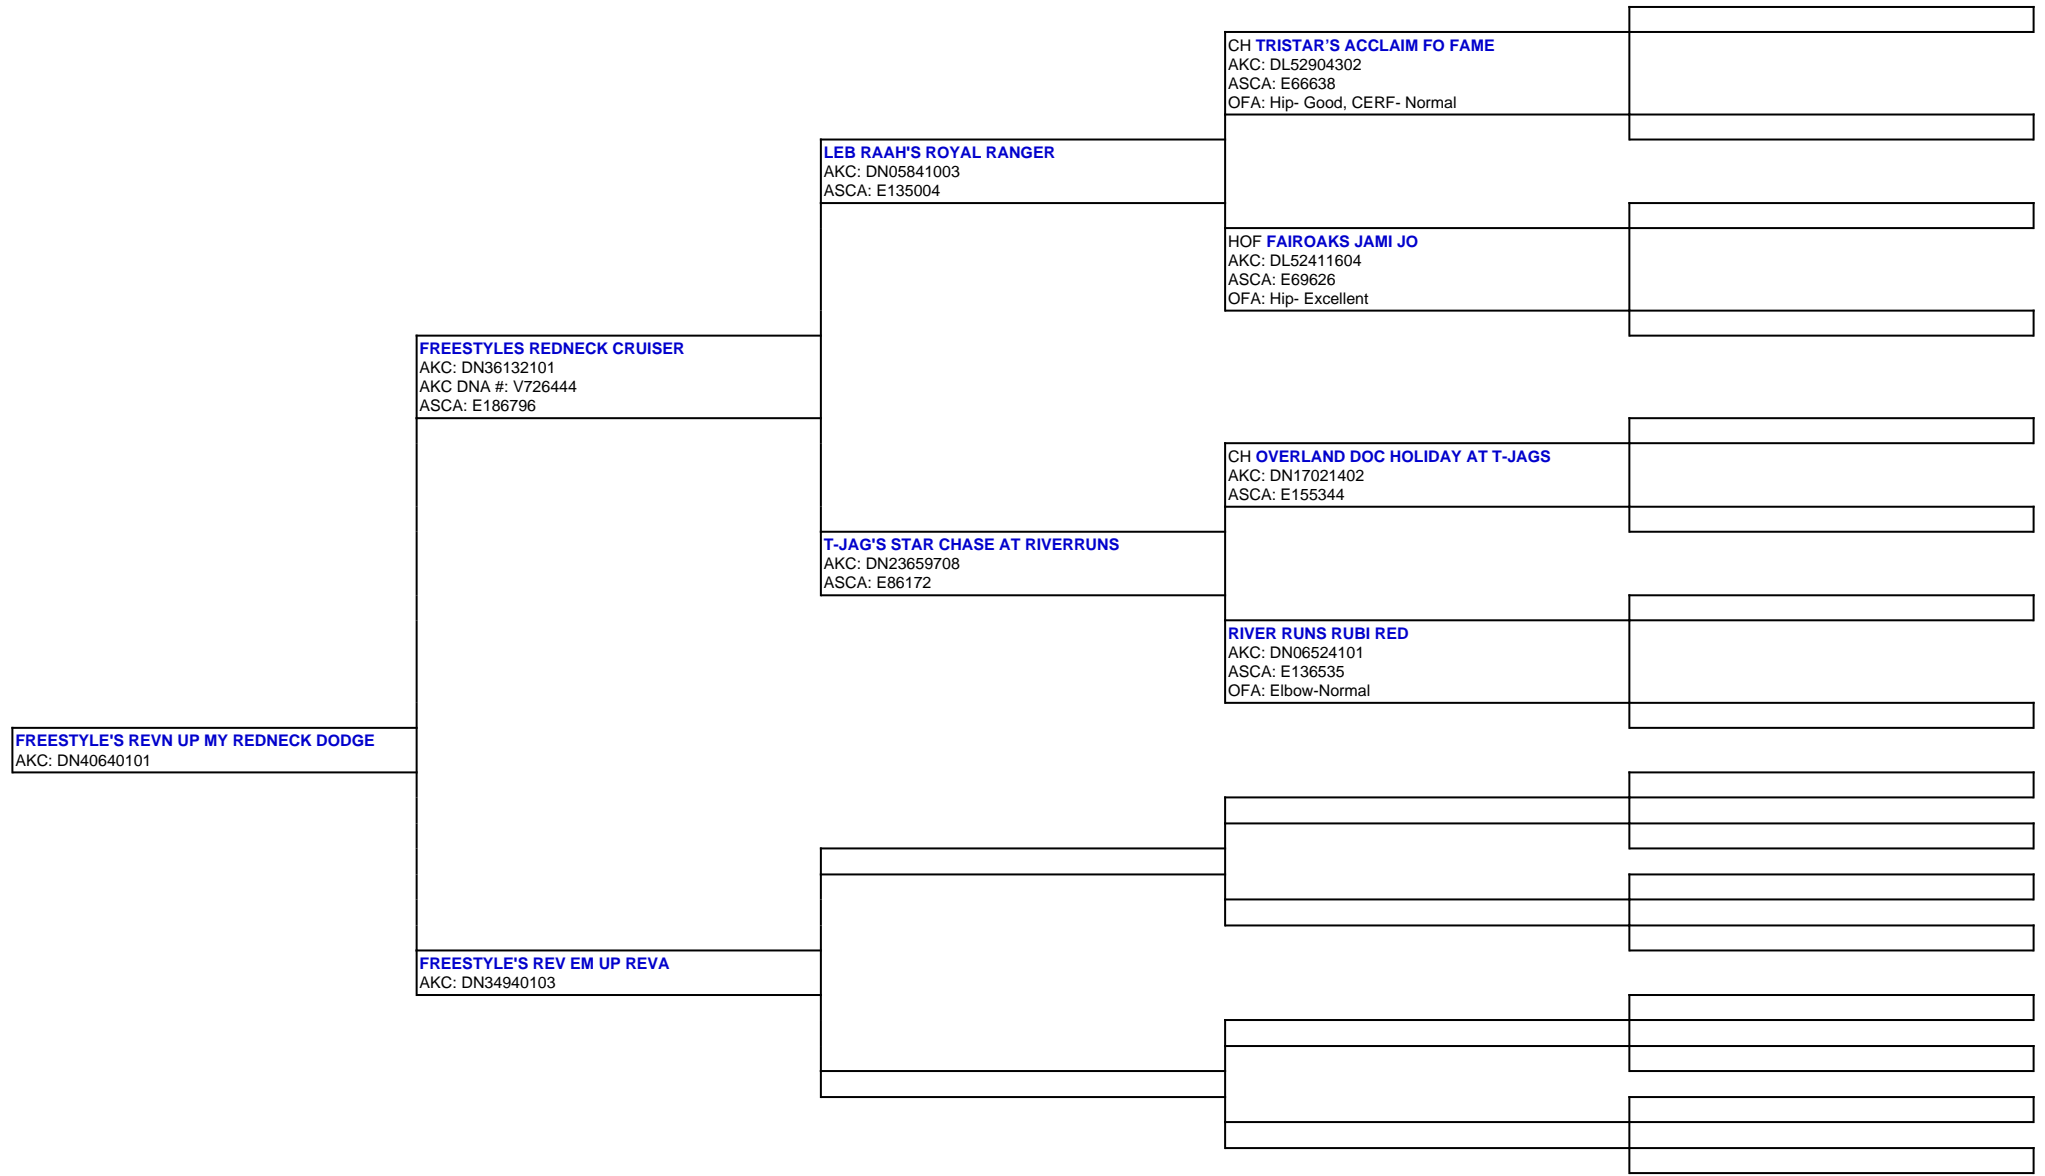 CH TRISTAR’S ACCLAIM FO FAME
AKC: DL52904302
ASCA: E66638
OFA: Hip- Good, CERF- Normal
LEB RAAH'S ROYAL RANGER
AKC: DN05841003
ASCA: E135004
HOF FAIROAKS JAMI JO
AKC: DL52411604
ASCA: E69626
OFA: Hip- Excellent
FREESTYLES REDNECK CRUISER
AKC: DN36132101
AKC DNA #: V726444
ASCA: E186796
CH OVERLAND DOC HOLIDAY AT T-JAGS
AKC: DN17021402
ASCA: E155344
T-JAG'S STAR CHASE AT RIVERRUNS
AKC: DN23659708
ASCA: E86172
RIVER RUNS RUBI RED
AKC: DN06524101
ASCA: E136535
OFA: Elbow-Normal
FREESTYLE'S REVN UP MY REDNECK DODGE
AKC: DN40640101
FREESTYLE'S REV EM UP REVA
AKC: DN34940103